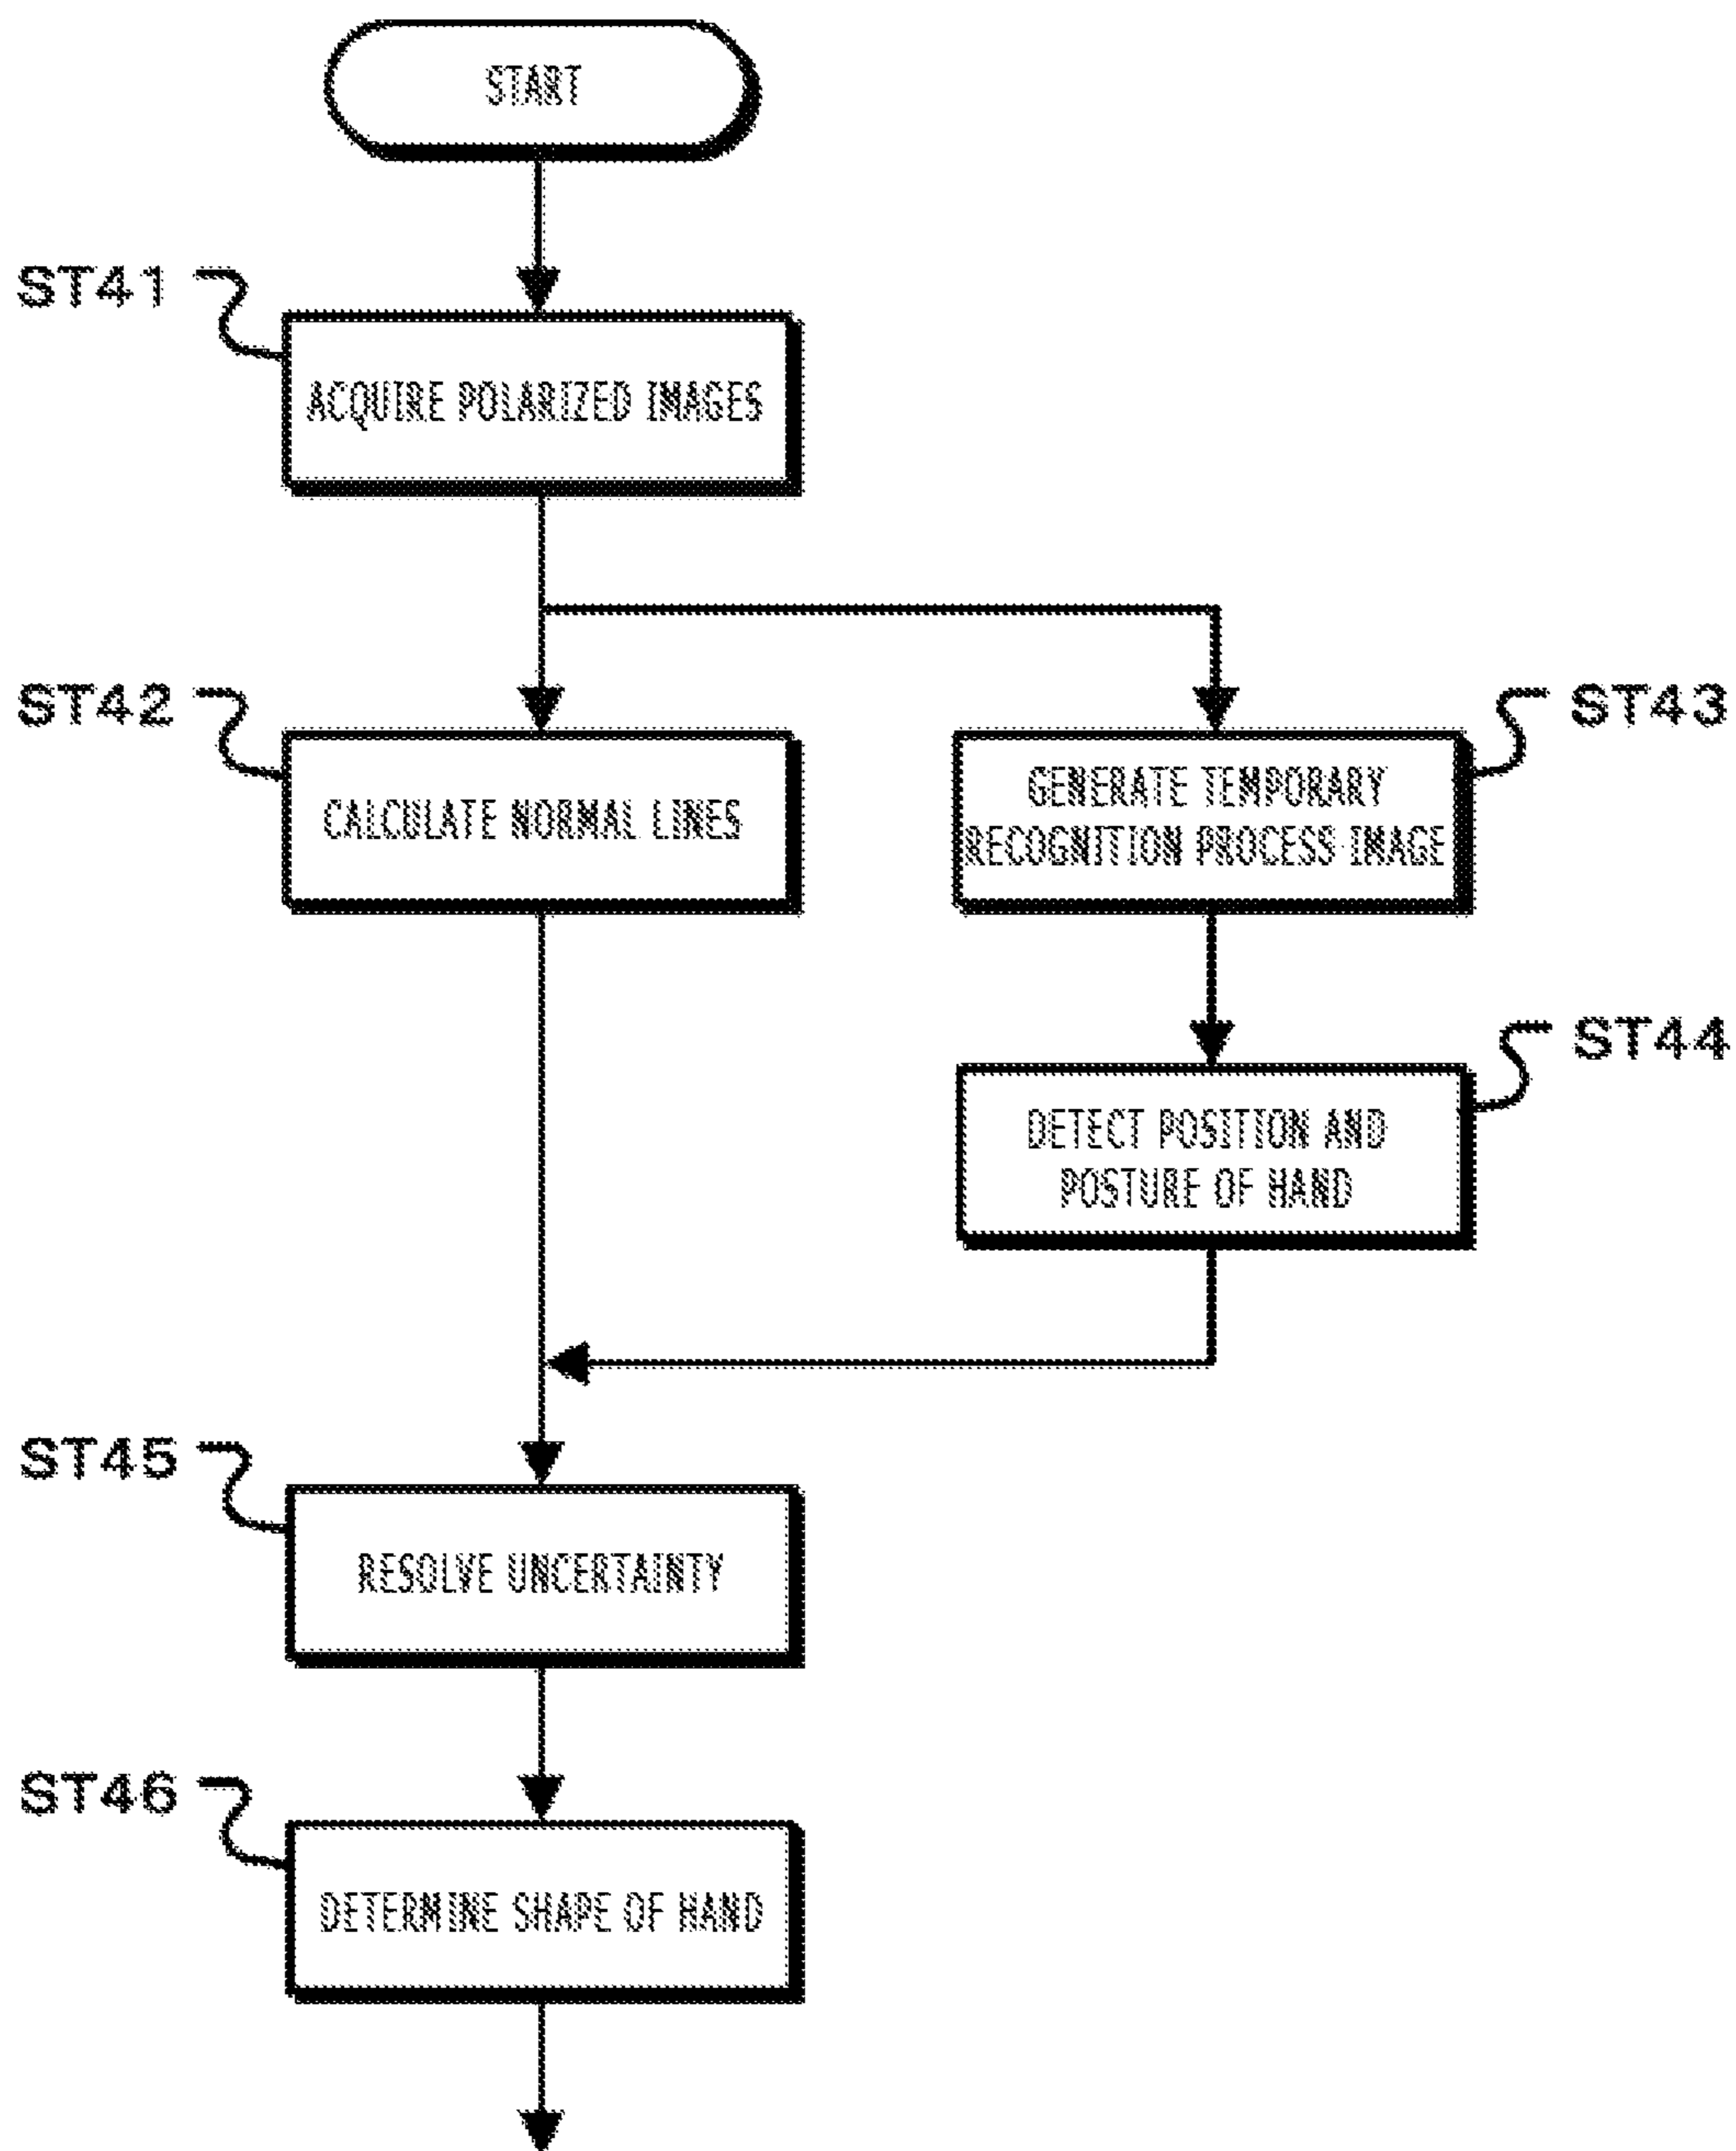 START
ST41
ACQUIRE POLARIZED IMAGES
ST42
CALCULATE NORMAL LINES
ST43
GENERATE TEMPORARY
RECOGNITION PROCESS IMAGE
ST44
DETECT POSITION AND
POSTURE OF HAND
ST45
RESOLVE UNCERTAINTY
ST46
DETERMINE SHAPE OF HAND